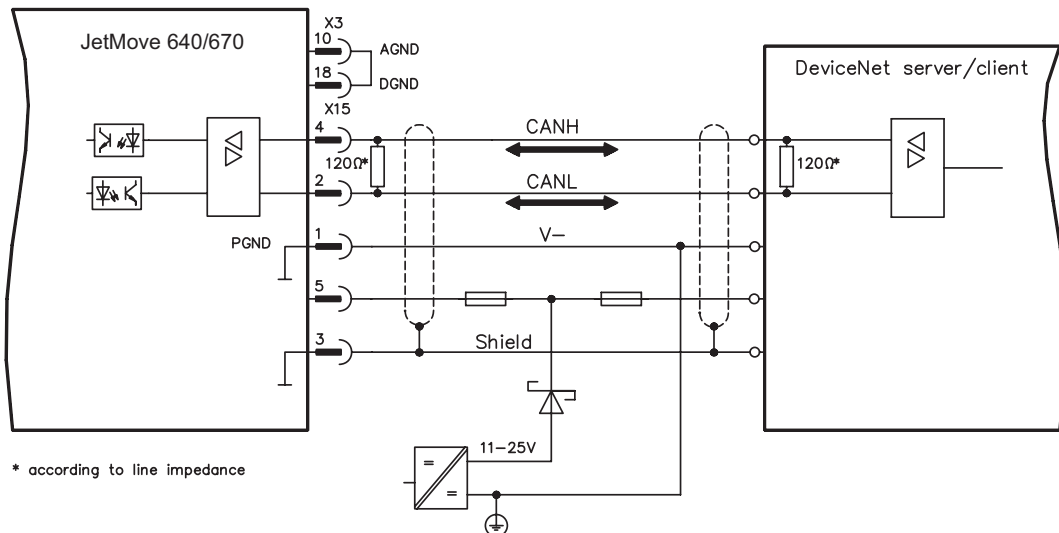 JetMove 640/670
X3
10
AGND
18
DGND
X15
4
CANH
120Ω*
2
CANL
PGND
1
V-
5
3
Shield
DeviceNet server/client
120Ω*
11-25V
=
=
* according to line impedance